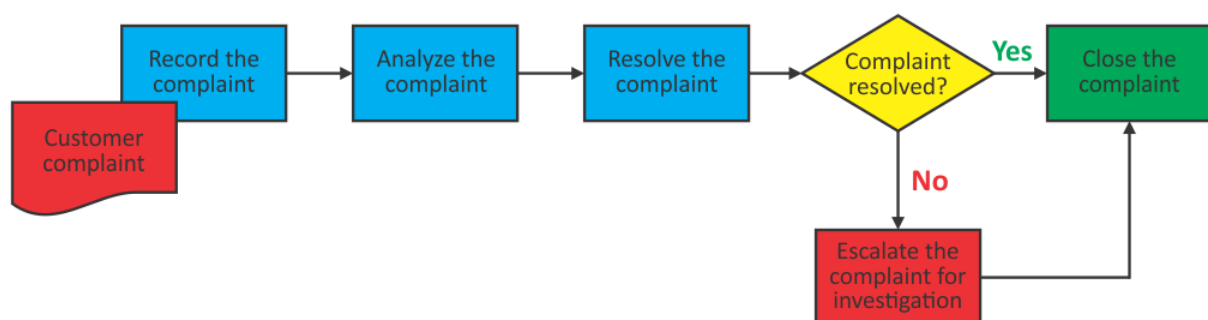 Record the
complaint
Customer
complaint
Analyze the
complaint
Resolve the
complaint
Complaint
resolved?
Yes
Close the
complaint
No
Escalate the
complaint for
investigation